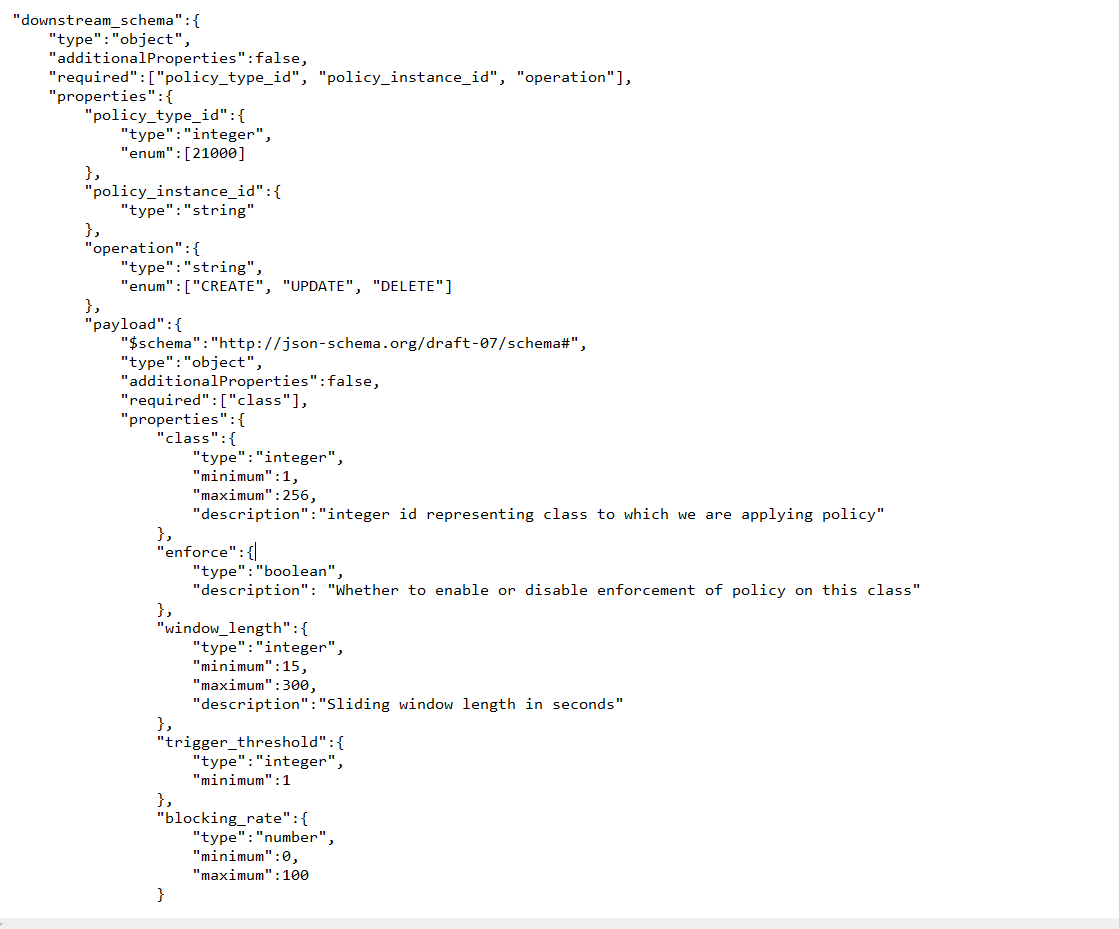 "downstream_schema":{
"type":"object",
"additionalProperties":false,
"required":["policy_type_id", "policy_instance_id", "operation"],
"properties":{
"policy_type_id":{
"type":"integer",
"enum":[21000]
},
"policy_instance_id":{
"type":"string"
},
"operation":{
"type":"string",
"enum":["CREATE", "UPDATE", "DELETE"]
},
"payload":{
"$schema":"http://json-schema.org/draft-07/schema#",
"type":"object",
"additionalProperties":false,
"required":["class"],
"properties":{
"class":{
"type":"integer",
"minimum":1,
"maximum":256,
"description":"integer id representing class to which we are applying policy"
},
"enforce":{
"type":"boolean",
"description": "Whether to enable or disable enforcement of policy on this class"
},
"window_length":{
"type":"integer",
"minimum":15,
"maximum":300,
"description":"Sliding window length in seconds"
},
"trigger_threshold":{
"type":"integer",
"minimum":1
},
"blocking_rate":{
"type":"number",
"minimum":0,
"maximum":100
}